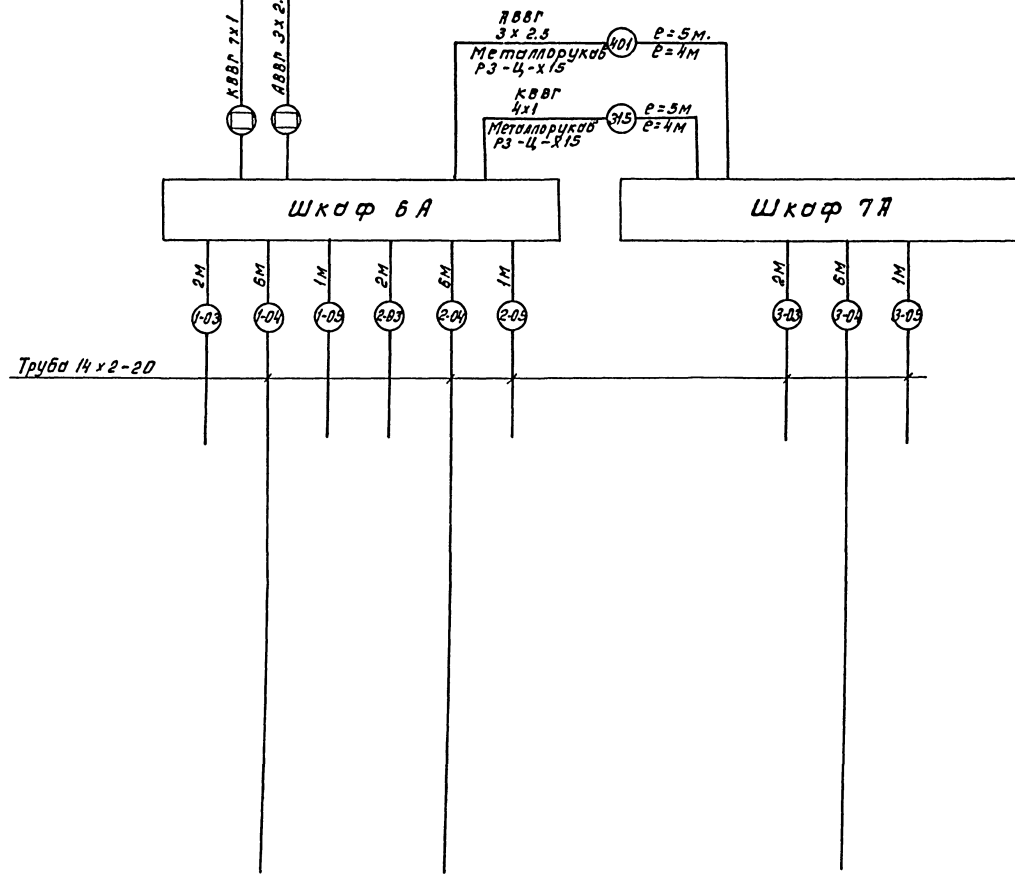 КВВГ 7х1
АВВГ 3х2.
АВВГ
3 х 2.5
Металлорукав
РЗ-Ц-Х15
401
ℓ=5м.
ℓ=4м
КВВГ
4х1
Металлорукав
РЗ-Ц-Х15
315
ℓ=5м
ℓ=4м
Шкаф 6А
Шкаф 7А
2м
6м
1м
2м
6м
1м
2м
6м
1м
1-03
1-04
1-05
2-03
2-04
2-05
3-03
3-04
3-05
Труба 14х2-20